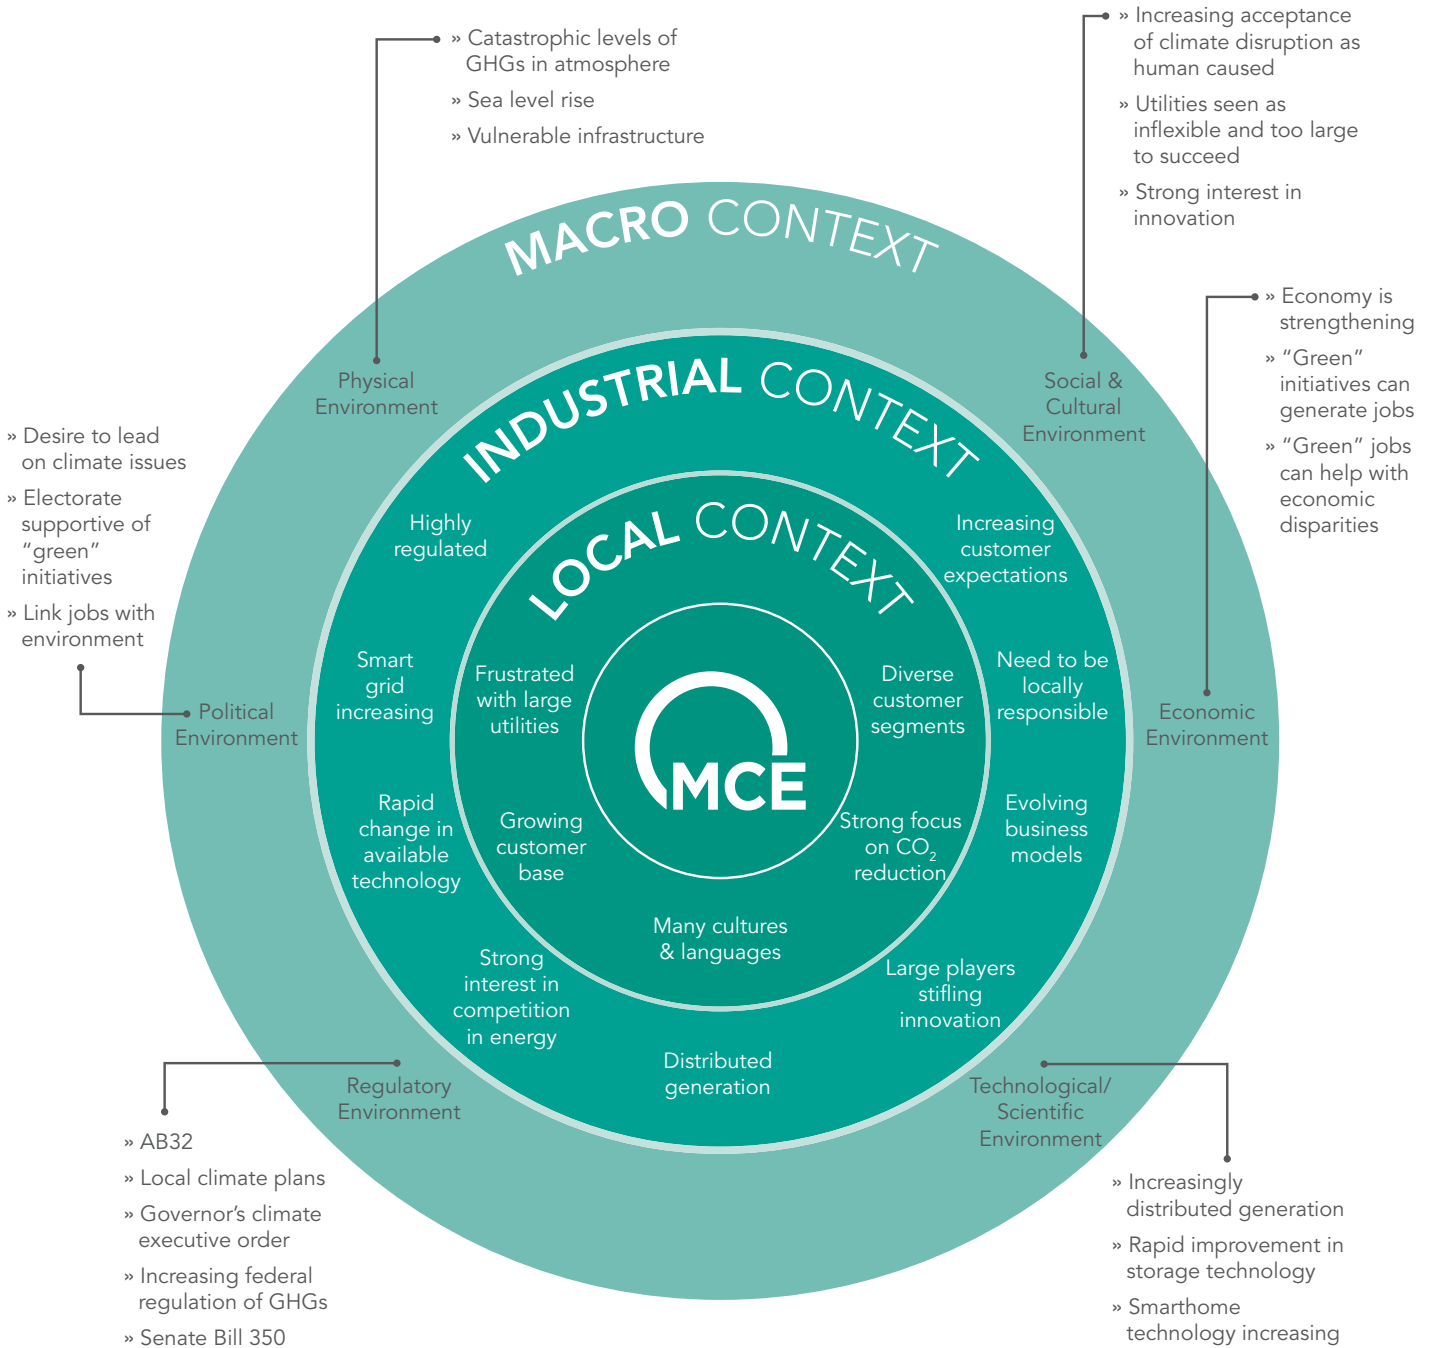 » Catastrophic levels of
GHGs in atmosphere
» Sea level rise
» Vulnerable infrastructure
» Increasing acceptance
of climate disruption as
human caused
» Utilities seen as
inflexible and too large
to succeed
» Strong interest in
innovation
» Economy is
strengthening
» “Green”
initiatives can
generate jobs
» “Green” jobs
can help with
economic
disparities
» Desire to lead
on climate issues
» Electorate
supportive of
“green”
initiatives
» Link jobs with
environment
MACRO CONTEXT
Physical
Environment
Social &
Cultural
Environment
Political
Environment
Economic
Environment
Regulatory
Environment
Technological/
Scientific
Environment
INDUSTRIAL CONTEXT
Highly
regulated
Increasing
customer
expectations
Smart
grid
increasing
Need to be
locally
responsible
Rapid
change in
available
technology
Evolving
business
models
Strong
interest in
competition
in energy
Large players
stifling
innovation
Distributed
generation
LOCAL CONTEXT
Frustrated
with large
utilities
Diverse
customer
segments
Growing
customer
base
Strong focus
on CO₂
reduction
Many cultures
& languages
MCE
» AB32
» Local climate plans
» Governor’s climate
executive order
» Increasing federal
regulation of GHGs
» Senate Bill 350
» Increasingly
distributed generation
» Rapid improvement in
storage technology
» Smarthome
technology increasing